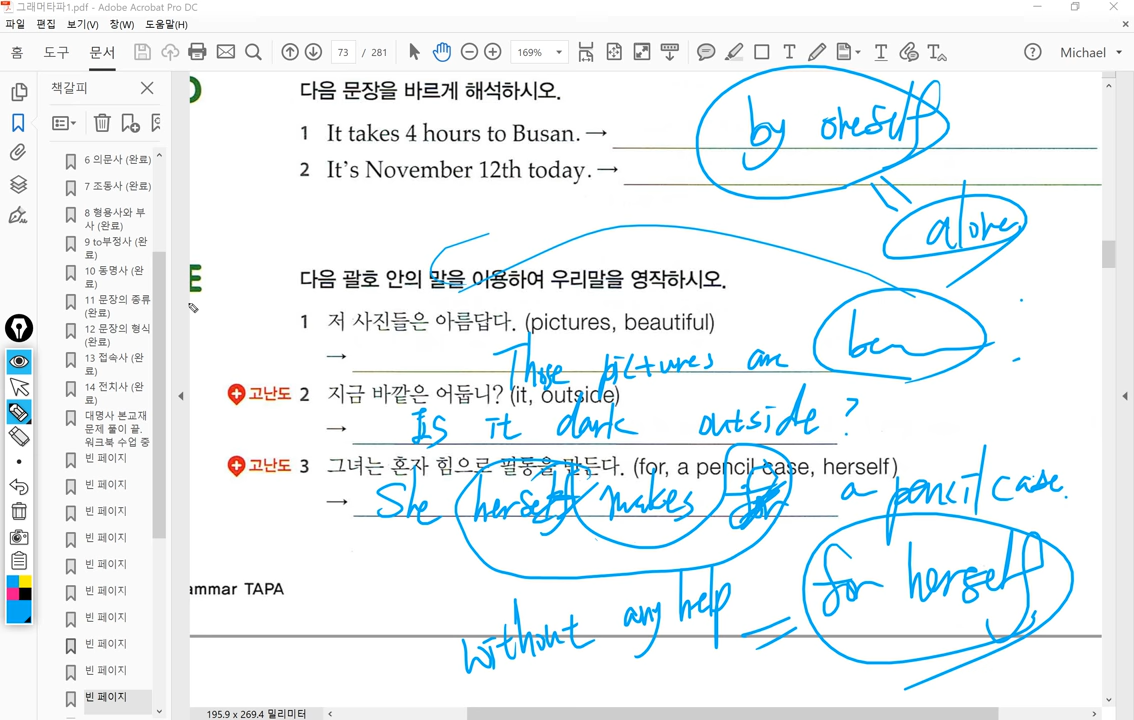 그래머타파1.pdf - Adobe Acrobat Pro DC
파일 편집 보기(V) 창(W) 도움말(H)
홈 도구 문서 73 / 281 169% Michael
책갈피
6 의문사 (완료)
7 조동사 (완료)
8 형용사와 부
사 (완료)
9 to부정사 (완
료)
10 동명사 (완
료)
11 문장의 종류
(완료)
12 문장의 형식
(완료)
13 접속사 (완
료)
14 전치사 (완
료)
대명사 본교재
문제 풀이 끝.
워크북 수업 중
빈 페이지
빈 페이지
빈 페이지
빈 페이지
빈 페이지
빈 페이지
빈 페이지
빈 페이지
빈 페이지
빈 페이지
다음 문장을 바르게 해석하시오.
by oneself
1 It takes 4 hours to Busan. →
2 It's November 12th today. →
alone
E 다음 괄호 안의 말을 이용하여 우리말을 영작하시오.
1 저 사진들은 아름답다. (pictures, beautiful)
→ Those pictures are
고난도 2 지금 바깥은 어둡니? (it, outside)
→ Is it dark outside?
고난도 3 그녀는 혼자 힘으로 필통을 만든다. (for, a pencil case, herself)
→ She herself makes for a pencil case.
for herself
ammar TAPA
without any help =
195.9 x 269.4 밀리미터